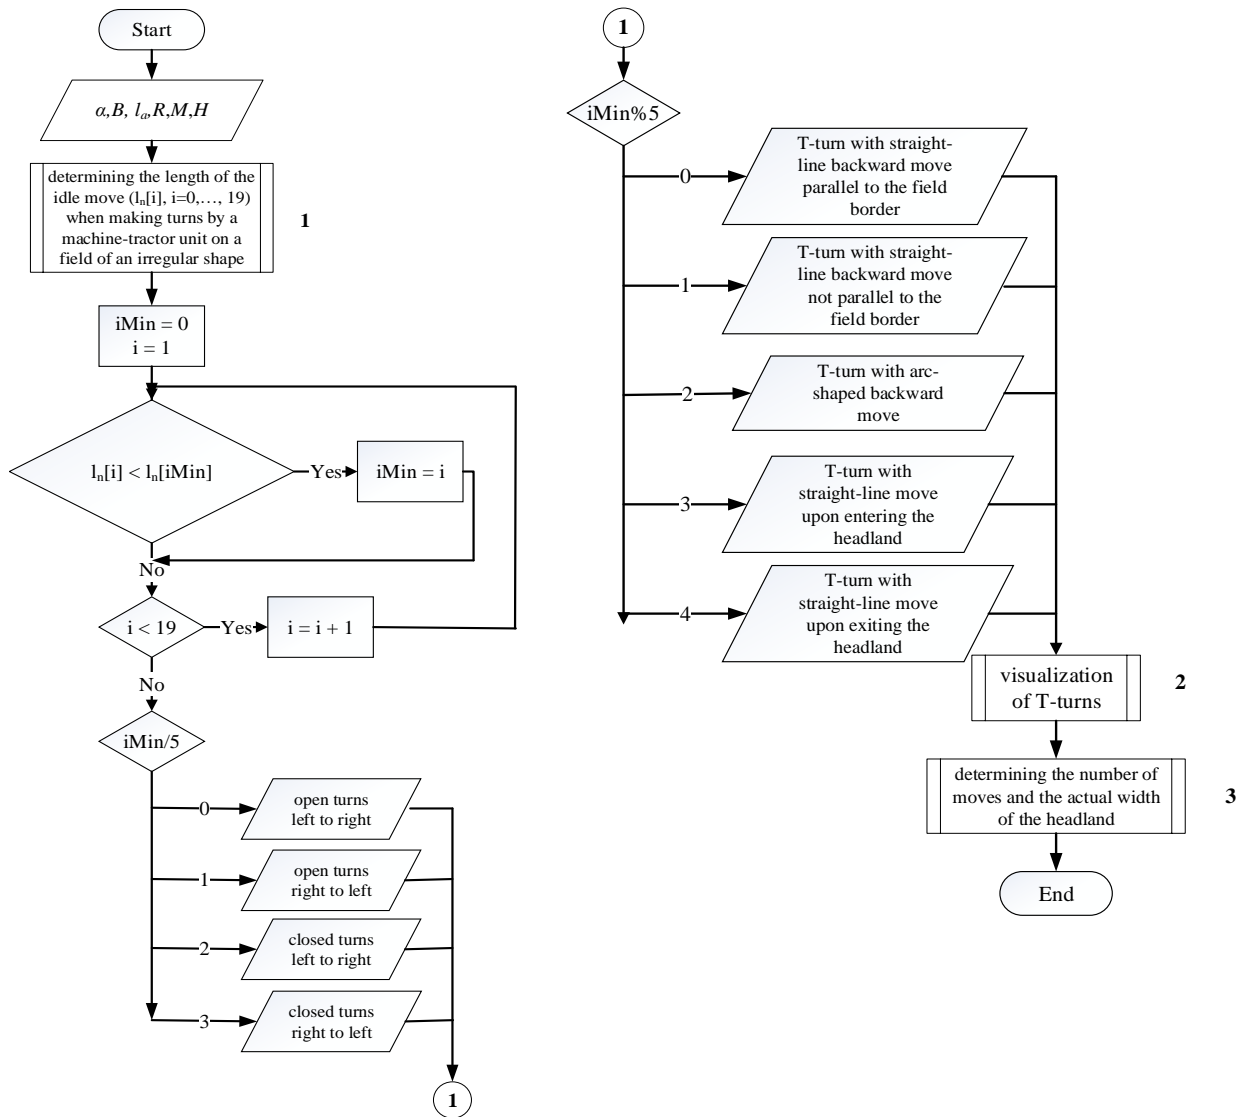 Start
α,B, lₐ,R,M,H
determining the length of the
idle move (lₙ[i], i=0,…, 19)
when making turns by a
machine-tractor unit on a
field of an irregular shape
1
iMin = 0
i = 1
lₙ[i] < lₙ[iMin]
Yes
iMin = i
No
i < 19
Yes
i = i + 1
No
iMin/5
0
open turns
left to right
1
open turns
right to left
2
closed turns
left to right
3
closed turns
right to left
1
1
iMin%5
0
T-turn with straight-
line backward move
parallel to the field
border
1
T-turn with straight-
line backward move
not parallel to the
field border
2
T-turn with arc-
shaped backward
move
3
T-turn with
straight-line move
upon entering the
headland
4
T-turn with
straight-line move
upon exiting the
headland
visualization
of T-turns
2
determining the number of
moves and the actual width
of the headland
3
End